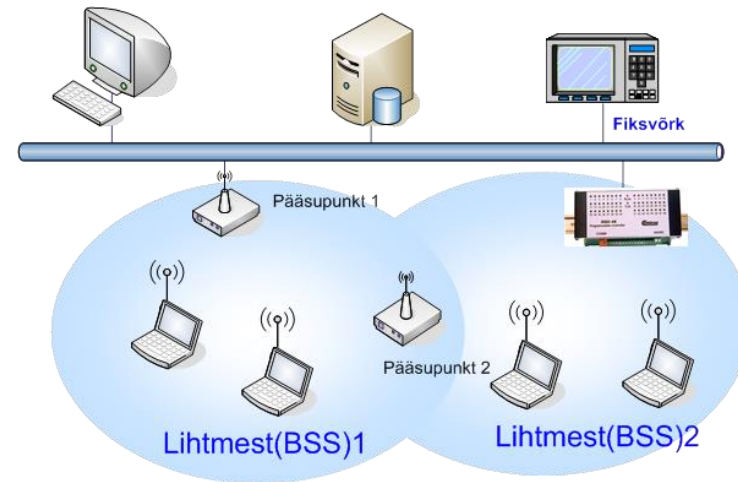 Fiksvõrk
Pääsupunkt 1
Pääsupunkt 2
Lihtmest(BSS)1
Lihtmest(BSS)2